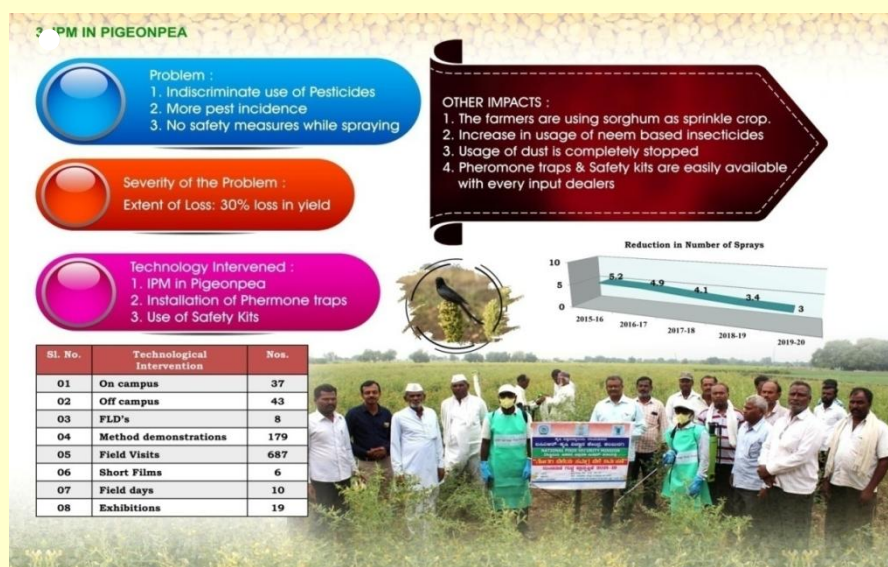 3. IPM IN PIGEONPEA
Problem :
1. Indiscriminate use of Pesticides
2. More pest incidence
3. No safety measures while spraying
Severity of the Problem :
Extent of Loss: 30% loss in yield
Technology Intervened :
1. IPM in Pigeonpea
2. Installation of Phermone traps
3. Use of Safety Kits
OTHER IMPACTS :
1. The farmers are using sorghum as sprinkle crop.
2. Increase in usage of neem based insecticides
3. Usage of dust is completely stopped
4. Pheromone traps & Safety kits are easily available
with every input dealers
Reduction in Number of Sprays
10
5
0
5.2
4.9
4.1
3.4
3
2015-16
2016-17
2017-18
2018-19
2019-20
Sl. No. Technological Intervention Nos.
01 On campus 37
02 Off campus 43
03 FLD's 8
04 Method demonstrations 179
05 Field Visits 687
06 Short Films 6
07 Field days 10
08 Exhibitions 19
NATIONAL FOOD SECURITY MISSION